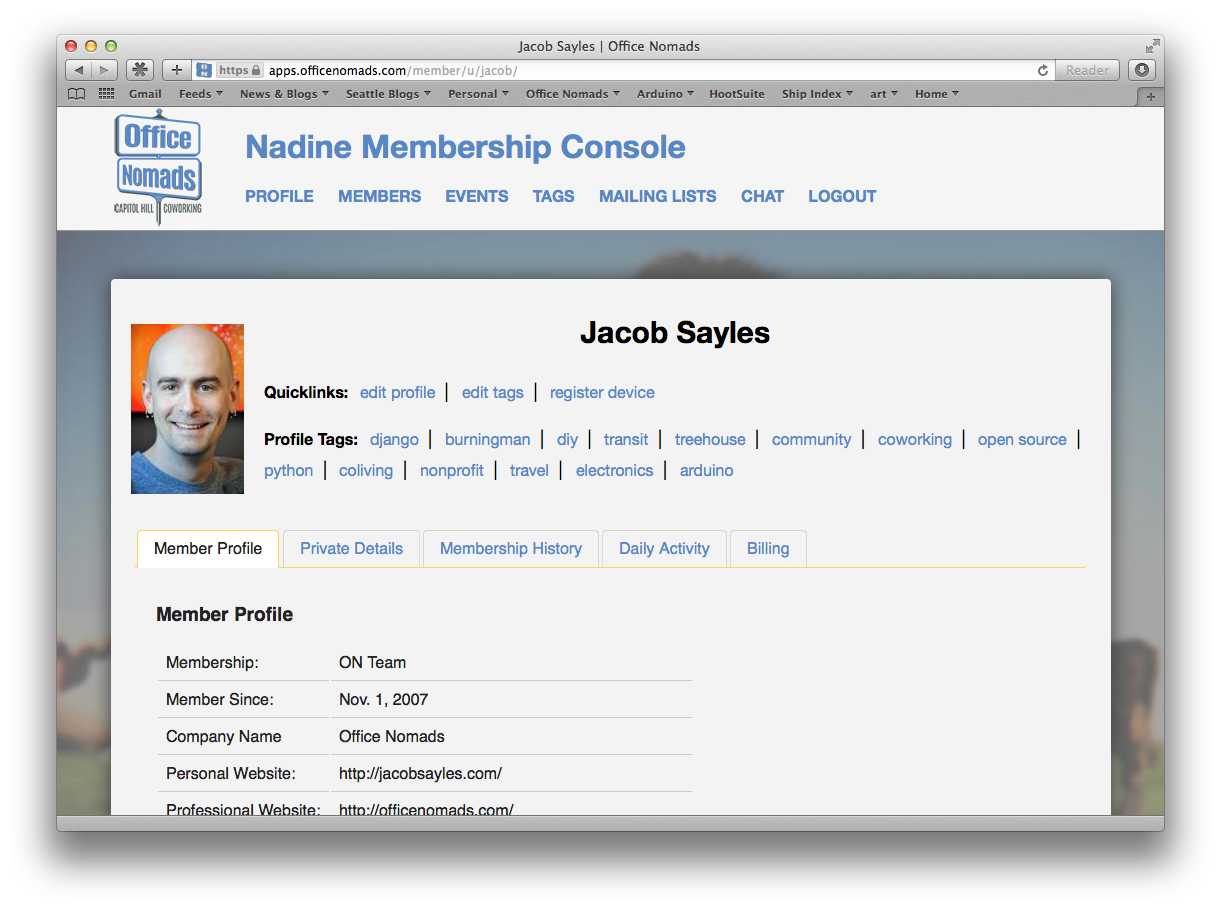 Jacob Sayles | Office Nomads
https apps.officenomads.com/member/u/jacob/ Reader
Gmail Feeds News & Blogs Seattle Blogs Personal Office Nomads Arduino HootSuite Ship Index art Home
Office
Nomads
CAPITOL HILL COWORKING
Nadine Membership Console
PROFILE MEMBERS EVENTS TAGS MAILING LISTS CHAT LOGOUT
Jacob Sayles
Quicklinks: edit profile | edit tags | register device
Profile Tags: django | burningman | diy | transit | treehouse | community | coworking | open source |
python | coliving | nonprofit | travel | electronics | arduino
Member Profile Private Details Membership History Daily Activity Billing
Member Profile
Membership: ON Team
Member Since: Nov. 1, 2007
Company Name Office Nomads
Personal Website: http://jacobsayles.com/
Professional Website: http://officenomads.com/